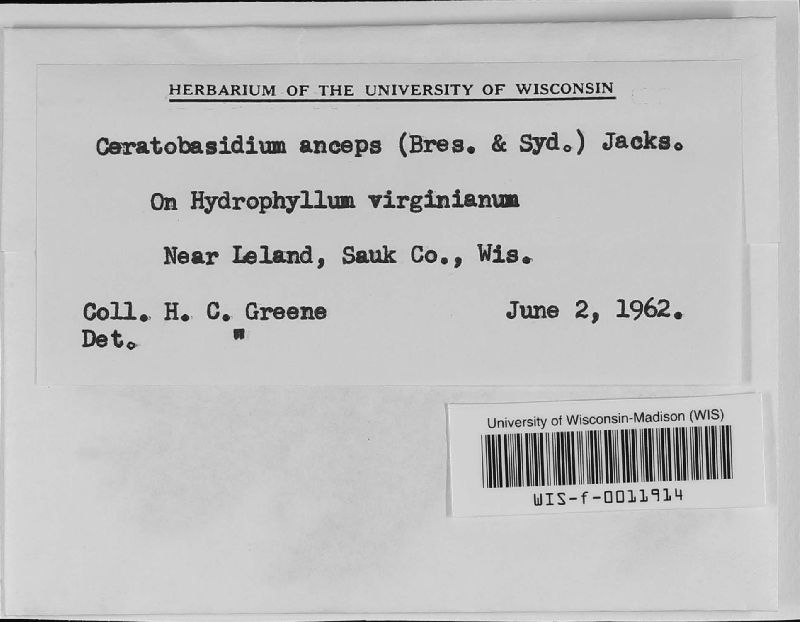 HERBARIUM OF THE UNIVERSITY OF WISCONSIN
Ceratobasidium anceps (Bres. & Syd.) Jacks.
On Hydrophyllum virginianum
Near Leland, Sauk Co., Wis.
Coll. H. C. Greene June 2, 1962.
Det. "
University of Wisconsin-Madison (WIS)
WIS-f-0011914